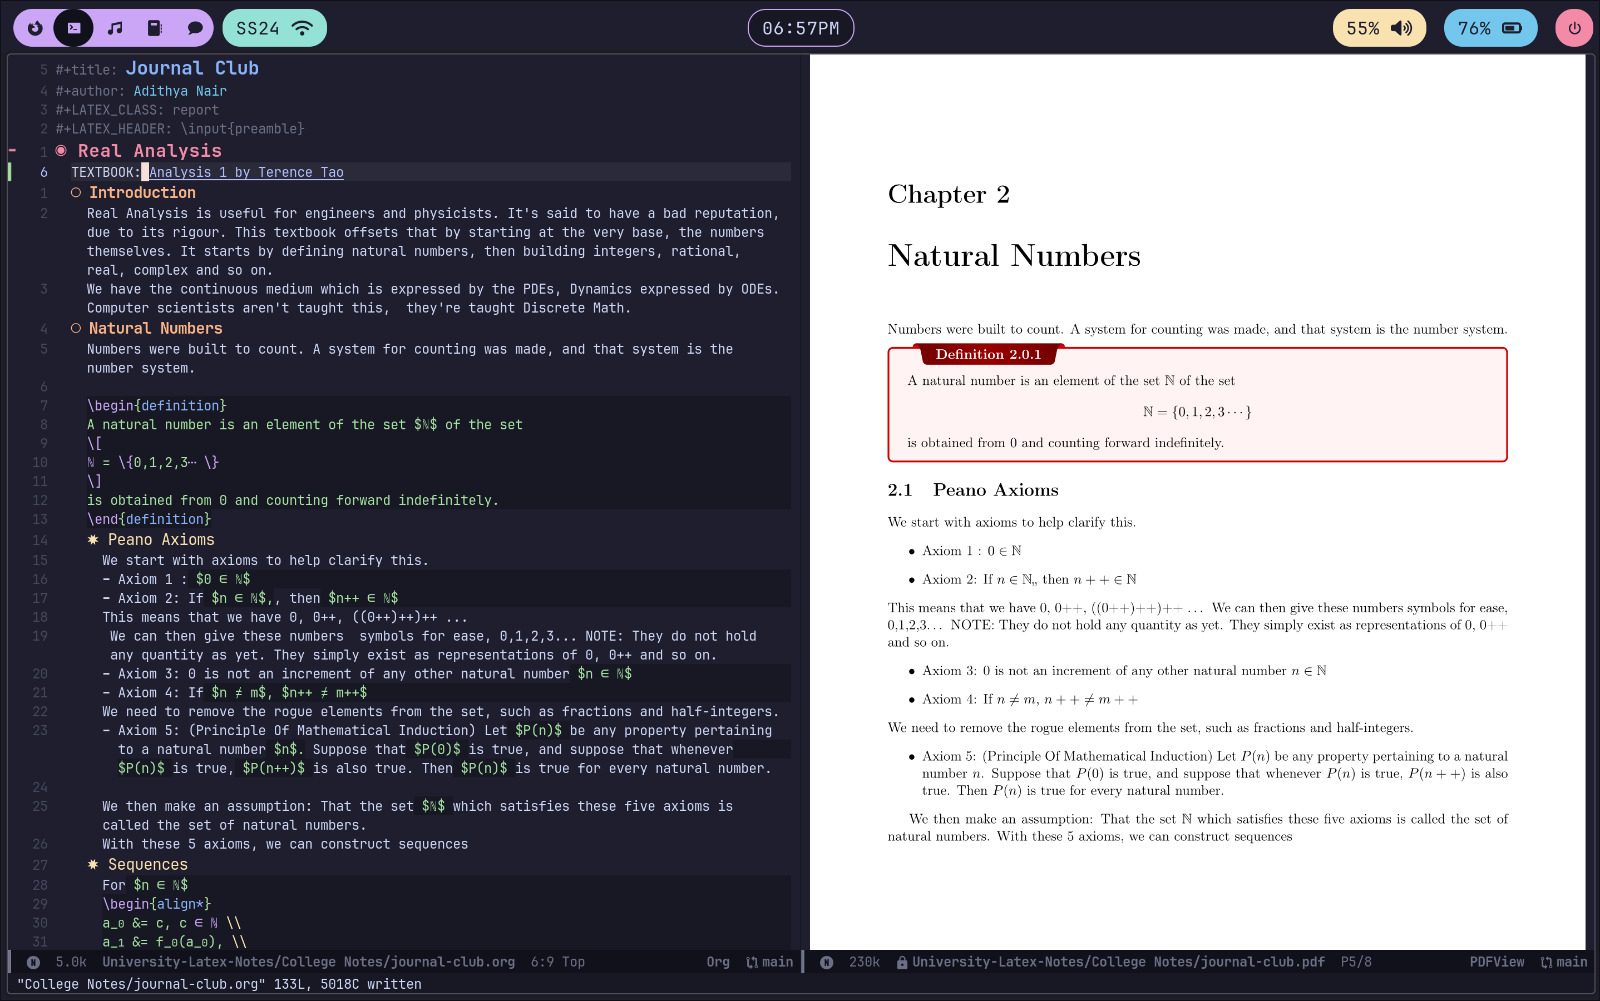 SS24
06:57PM
55%
76%
5 #+title: Journal Club
4 #+author: Adithya Nair
3 #+LATEX_CLASS: report
2 #+LATEX_HEADER: \input{preamble}
1 ◉ Real Analysis
6 TEXTBOOK: Analysis 1 by Terence Tao
1 ○ Introduction
2 Real Analysis is useful for engineers and physicists. It's said to have a bad reputation,
due to its rigour. This textbook offsets that by starting at the very base, the numbers
themselves. It starts by defining natural numbers, then building integers, rational,
real, complex and so on.
3 We have the continuous medium which is expressed by the PDEs, Dynamics expressed by ODEs.
Computer scientists aren't taught this,  they're taught Discrete Math.
4 ○ Natural Numbers
5 Numbers were built to count. A system for counting was made, and that system is the
number system.
6
7 \begin{definition}
8 A natural number is an element of the set $ℕ$ of the set
9 \[
10 ℕ = \{0,1,2,3⋯ \}
11 \]
12 is obtained from 0 and counting forward indefinitely.
13 \end{definition}
14 ✸ Peano Axioms
15 We start with axioms to help clarify this.
16 - Axiom 1 : $0 ∈ ℕ$
17 - Axiom 2: If $n ∈ ℕ$,, then $n++ ∈ ℕ$
18 This means that we have 0, 0++, ((0++)++)++ ...
19 We can then give these numbers  symbols for ease, 0,1,2,3... NOTE: They do not hold
any quantity as yet. They simply exist as representations of 0, 0++ and so on.
20 - Axiom 3: 0 is not an increment of any other natural number $n ∈ ℕ$
21 - Axiom 4: If $n ≠ m$, $n++ ≠ m++$
22 We need to remove the rogue elements from the set, such as fractions and half-integers.
23 - Axiom 5: (Principle Of Mathematical Induction) Let $P(n)$ be any property pertaining
to a natural number $n$. Suppose that $P(0)$ is true, and suppose that whenever
$P(n)$ is true, $P(n++)$ is also true. Then $P(n)$ is true for every natural number.
24
25 We then make an assumption: That the set $ℕ$ which satisfies these five axioms is
called the set of natural numbers.
26 With these 5 axioms, we can construct sequences
27 ✸ Sequences
28 For $n ∈ ℕ$
29 \begin{align*}
30 a_0 &= c, c ∈ ℕ \\
31 a_1 &= f_0(a_0), \\
N 5.0k University-Latex-Notes/College Notes/journal-club.org 6:9 Top Org main
"College Notes/journal-club.org" 133L, 5018C written
Chapter 2
Natural Numbers
Numbers were built to count. A system for counting was made, and that system is the number system.
Definition 2.0.1
A natural number is an element of the set ℕ of the set
ℕ = {0, 1, 2, 3 ⋯ }
is obtained from 0 and counting forward indefinitely.
2.1 Peano Axioms
We start with axioms to help clarify this.
• Axiom 1 : 0 ∈ ℕ
• Axiom 2: If n ∈ ℕ,, then n + + ∈ ℕ
This means that we have 0, 0++, ((0++)++)++ … We can then give these numbers symbols for ease,
0,1,2,3… NOTE: They do not hold any quantity as yet. They simply exist as representations of 0, 0++
and so on.
• Axiom 3: 0 is not an increment of any other natural number n ∈ ℕ
• Axiom 4: If n ≠ m, n + + ≠ m + +
We need to remove the rogue elements from the set, such as fractions and half-integers.
• Axiom 5: (Principle Of Mathematical Induction) Let P(n) be any property pertaining to a natural
number n. Suppose that P(0) is true, and suppose that whenever P(n) is true, P(n + +) is also
true. Then P(n) is true for every natural number.
We then make an assumption: That the set ℕ which satisfies these five axioms is called the set of
natural numbers. With these 5 axioms, we can construct sequences
N 230k University-Latex-Notes/College Notes/journal-club.pdf P5/8 PDFView main